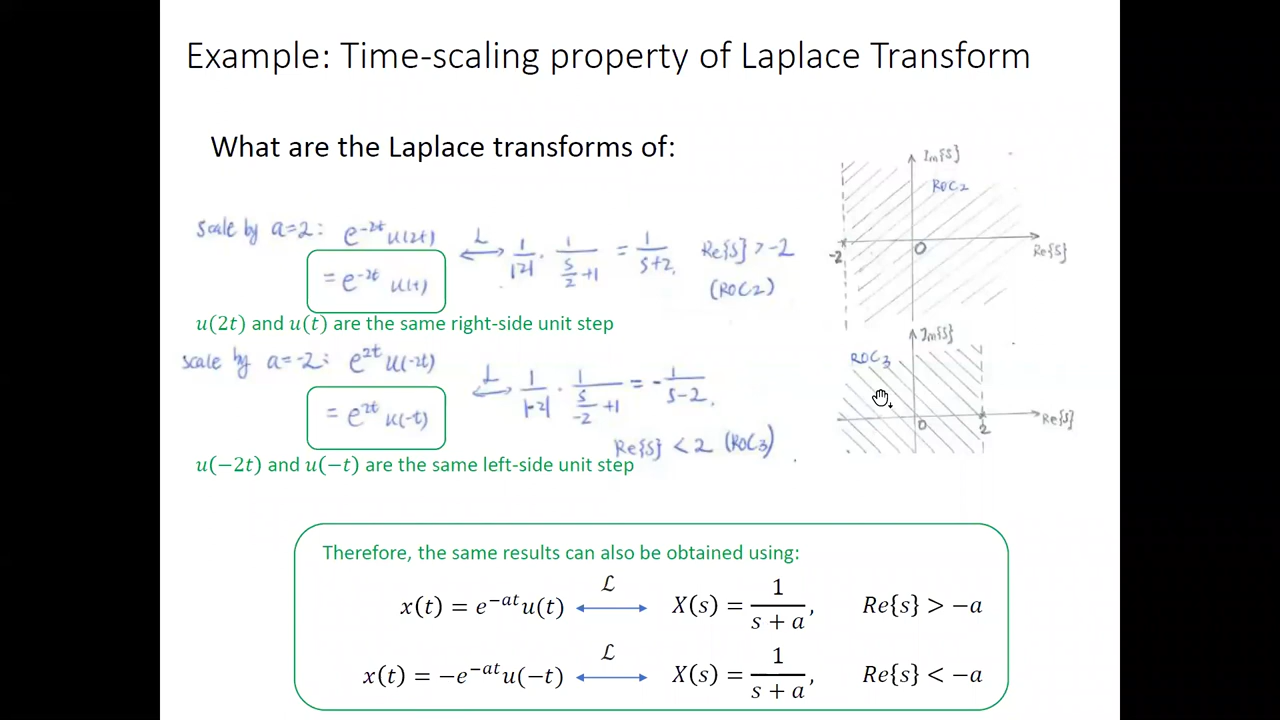 Example: Time-scaling property of Laplace Transform
What are the Laplace transforms of:
Scale by a=2: e^{-2t} u(2t) ⟷ℒ 1/|2| · 1/(s/2 + 1) = 1/(s+2), Re{s} > -2
= e^{-2t} u(t)
(ROC2)
u(2t) and u(t) are the same right-side unit step
Im{s}
ROC2
-2
0
Re{s}
Scale by a=-2: e^{2t} u(-2t) ⟷ℒ 1/|-2| · 1/(s/-2 + 1) = - 1/(s-2),
= e^{2t} u(-t)
Re{s} < 2 (ROC3)
u(−2t) and u(−t) are the same left-side unit step
Im{s}
ROC3
0
2
Re{s}
Therefore, the same results can also be obtained using:
x(t) = e^{−at}u(t) ⟷ℒ X(s) = 1/(s + a), Re{s} > −a
x(t) = −e^{−at}u(−t) ⟷ℒ X(s) = 1/(s + a), Re{s} < −a